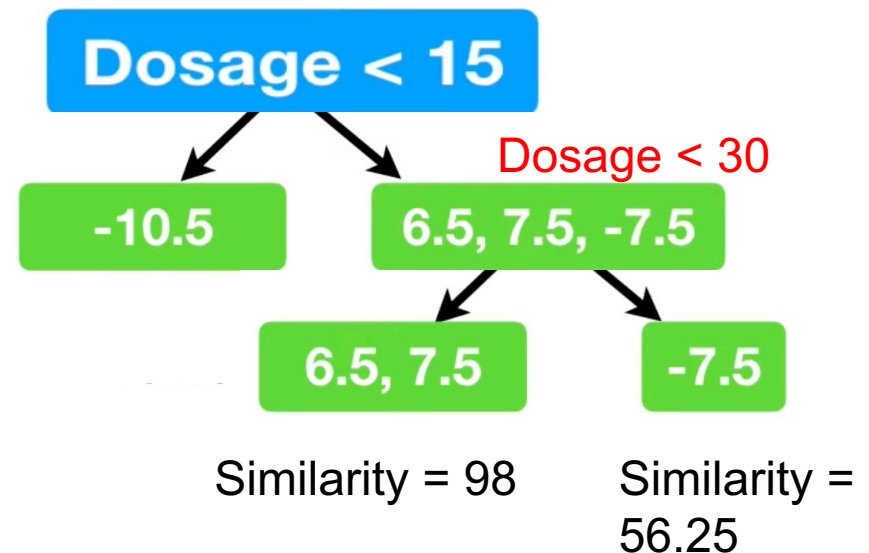 Dosage < 15
Dosage < 30
-10.5
6.5, 7.5, -7.5
6.5, 7.5
-7.5
Similarity = 98
Similarity =
56.25